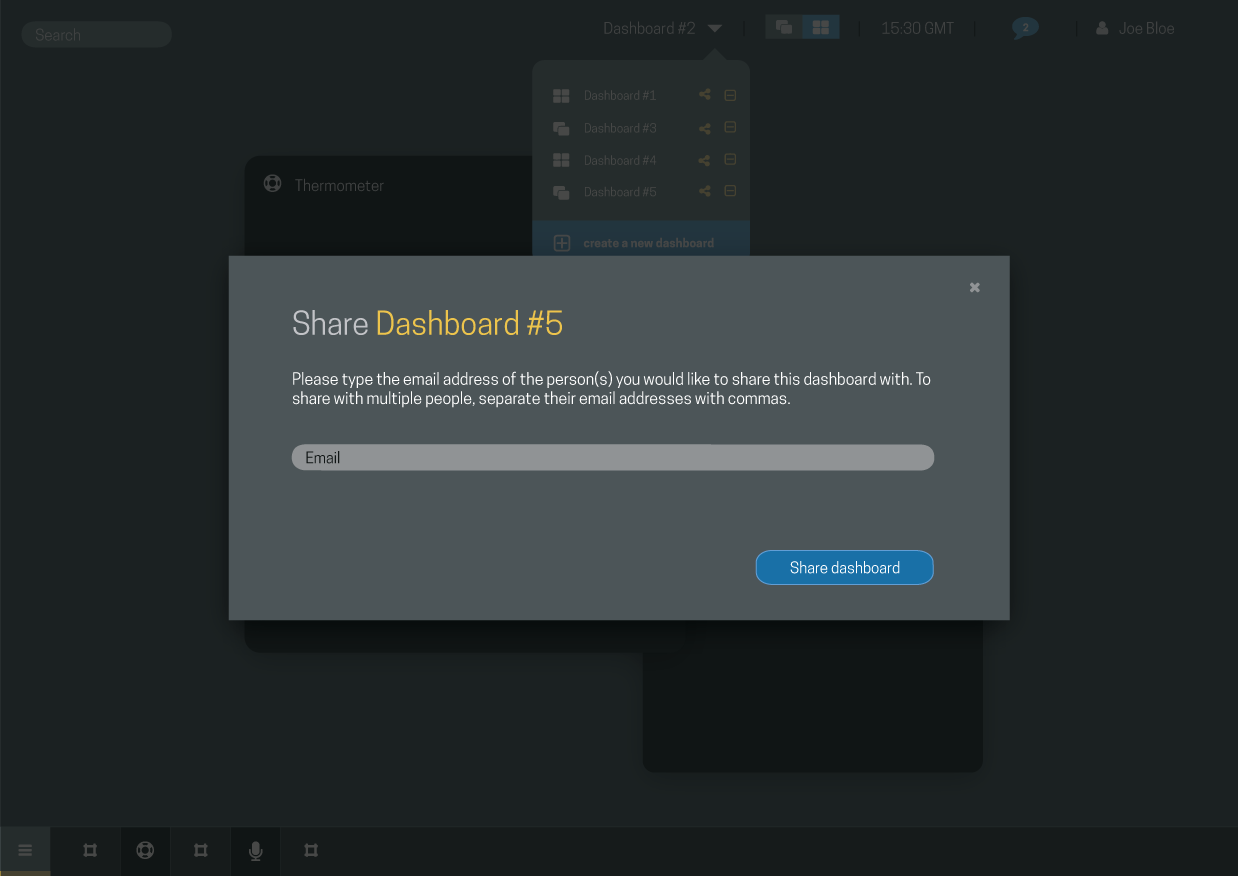 Search
Dashboard #2
15:30 GMT
2
Joe Bloe
Dashboard #1
Dashboard #3
Dashboard #4
Dashboard #5
create a new dashboard
Thermometer
Share Dashboard #5
Please type the email address of the person(s) you would like to share this dashboard with. To
share with multiple people, separate their email addresses with commas.
Email
Share dashboard